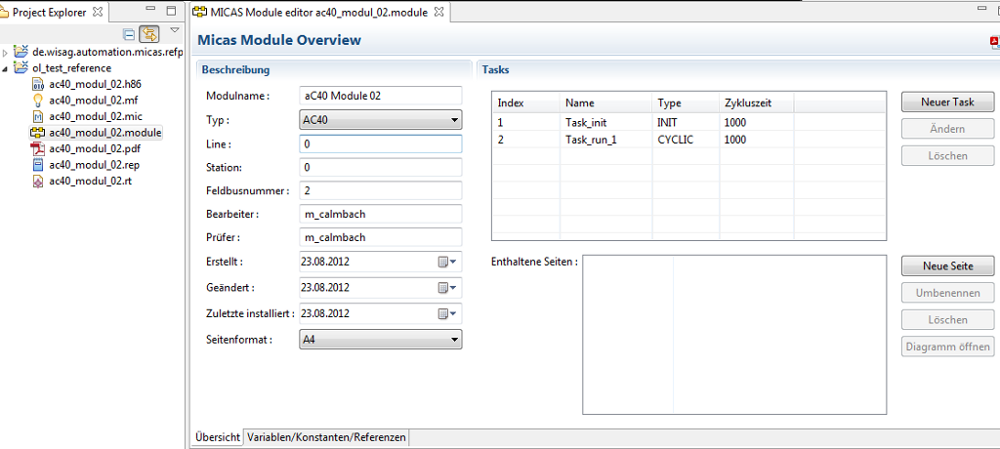 Project Explorer
MICAS Module editor ac40_modul_02.module
de.wisag.automation.micas.refp
ol_test_reference
ac40_modul_02.h86
ac40_modul_02.mf
ac40_modul_02.mic
ac40_modul_02.module
ac40_modul_02.pdf
ac40_modul_02.rep
ac40_modul_02.rt
Micas Module Overview
Beschreibung
Modulname : aC40 Module 02
Typ : AC40
Line : 0
Station: 0
Feldbusnummer : 2
Bearbeiter : m_calmbach
Prüfer : m_calmbach
Erstellt : 23.08.2012
Geändert : 23.08.2012
Zuletzte installiert : 23.08.2012
Seitenformat : A4
Tasks
Index Name Type Zykluszeit
1 Task_init INIT 1000
2 Task_run_1 CYCLIC 1000
Neuer Task
Ändern
Löschen
Enthaltene Seiten :
Neue Seite
Umbenennen
Löschen
Diagramm öffnen
Übersicht Variablen/Konstanten/Referenzen